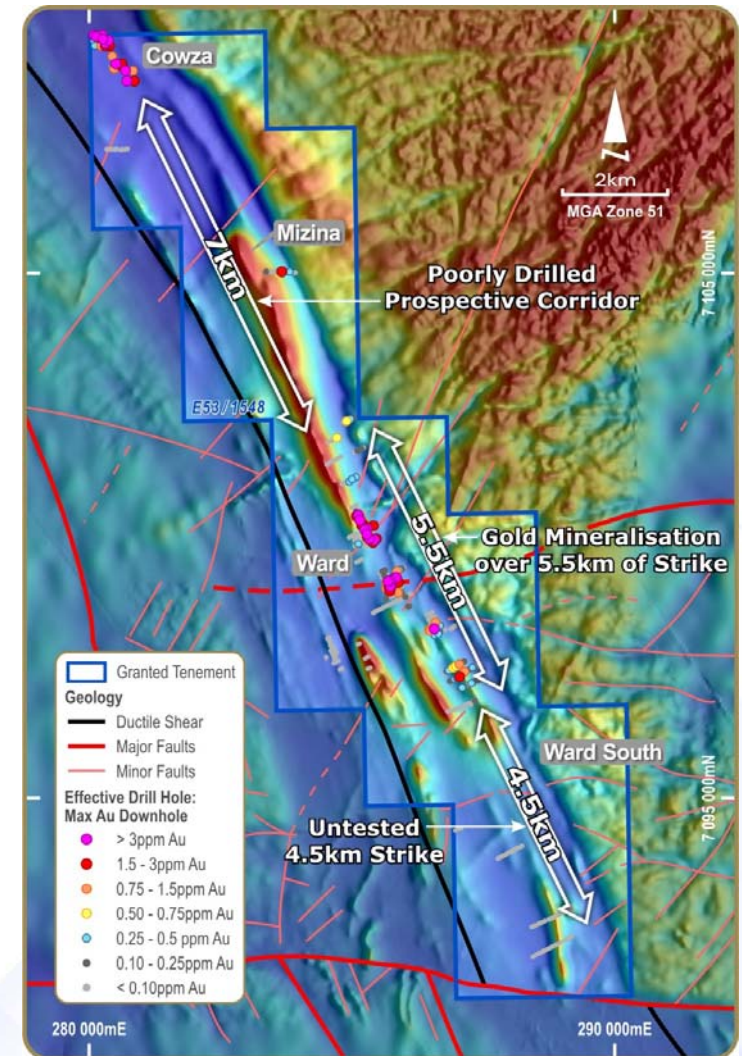 Cowza
2km
MGA Zone 51
Mizina
7km
Poorly Drilled
Prospective Corridor
7 105 000mN
E53/1548
5.5km
Gold Mineralisation
over 5.5km of Strike
Ward
Granted Tenement
Geology
Ductile Shear
Major Faults
Minor Faults
Effective Drill Hole:
Max Au Downhole
> 3ppm Au
1.5 - 3ppm Au
0.75 - 1.5ppm Au
0.50 - 0.75ppm Au
0.25 - 0.5 ppm Au
0.10 - 0.25ppm Au
< 0.10ppm Au
Ward South
4.5km
Untested
4.5km Strike
7 095 000mN
280 000mE
290 000mE